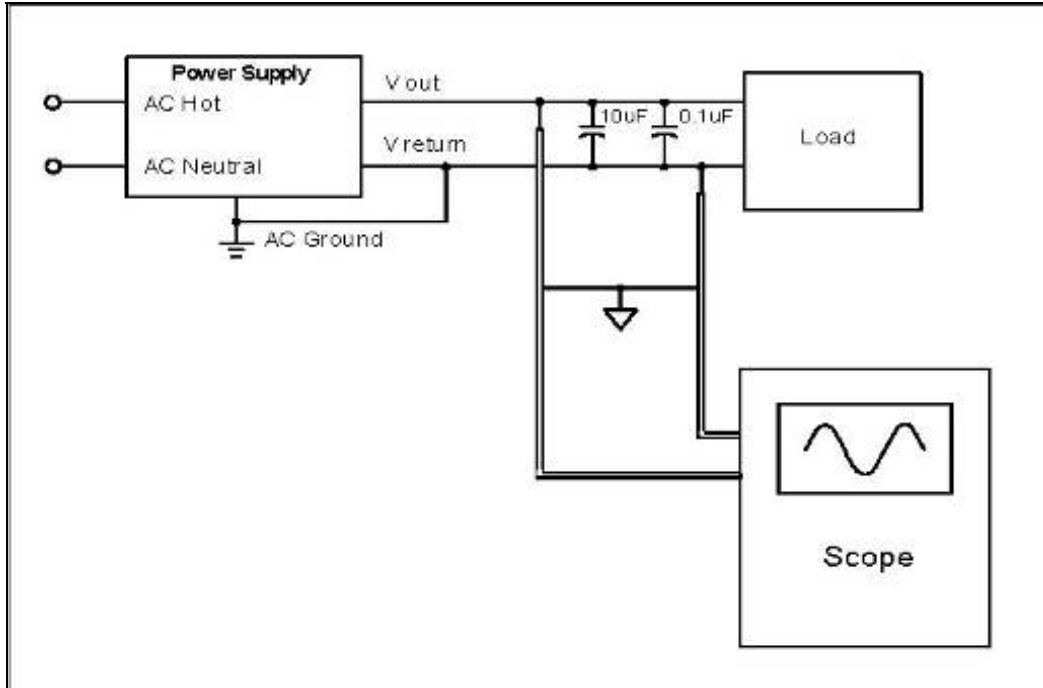 Power Supply
AC Hot
AC Neutral
V out
V return
AC Ground
10uF
0.1uF
Load
Scope